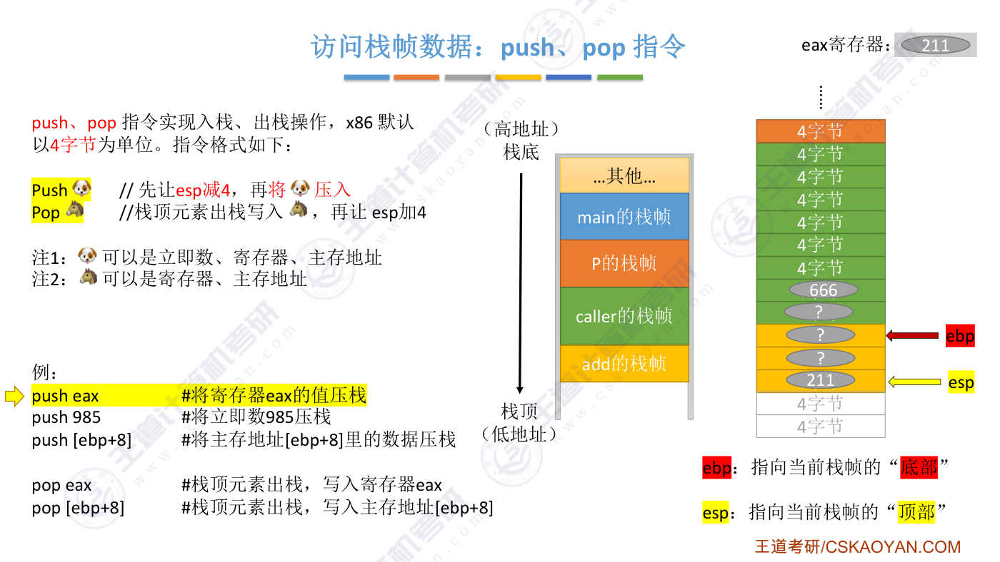 访问栈帧数据：push、pop 指令
eax寄存器：211
push、pop 指令实现入栈、出栈操作，x86 默认
以4字节为单位。指令格式如下：
Push 🐶 // 先让esp减4，再将 🐶 压入
Pop 🐴 //栈顶元素出栈写入 🐴 ，再让 esp加4
注1：🐶 可以是立即数、寄存器、主存地址
注2：🐴 可以是寄存器、主存地址
例：
push eax #将寄存器eax的值压栈
push 985 #将立即数985压栈
push [ebp+8] #将主存地址[ebp+8]里的数据压栈
pop eax #栈顶元素出栈，写入寄存器eax
pop [ebp+8] #栈顶元素出栈，写入主存地址[ebp+8]
（高地址）
栈底
...其他...
main的栈帧
P的栈帧
caller的栈帧
add的栈帧
栈顶
（低地址）
4字节
4字节
4字节
4字节
4字节
4字节
4字节
666
?
?
ebp
?
211
esp
4字节
4字节
ebp：指向当前栈帧的“底部”
esp：指向当前栈帧的“顶部”
王道考研/CSKAOYAN.COM
王道计算机考研
www.cskaoyan.com